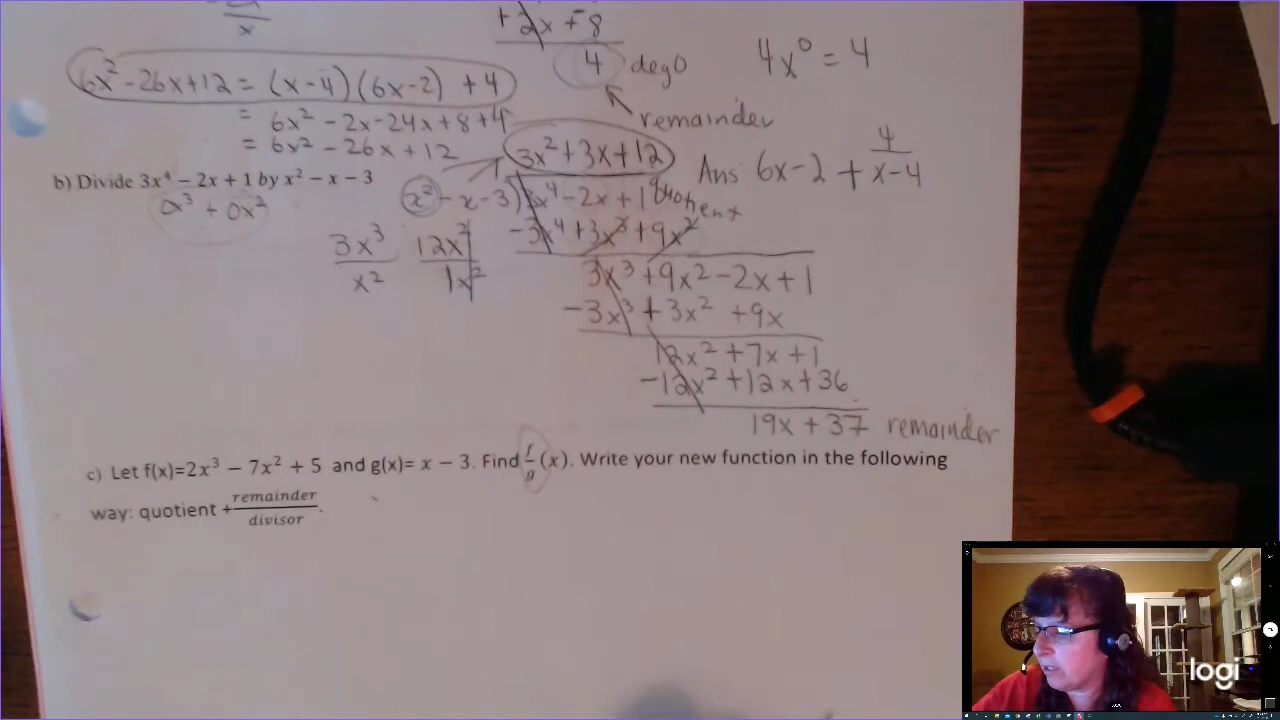 x
+2x + -8
4 deg 0
4x⁰ = 4
remainder
6x² - 26x + 12 = (x-4)(6x-2) + 4
= 6x² - 2x - 24x + 8 + 4
= 6x² - 26x + 12
Ans 6x-2 + 4/(x-4)
b) Divide 3x⁴ − 2x + 1 by x² − x − 3
0x³ + 0x²
3x² + 3x + 12
quotient
x² - x - 3 ) 3x⁴ - 2x + 1
-3x⁴ + 3x³ + 9x²
3x³/x² 12x²/1x²
3x³ + 9x² - 2x + 1
-3x³ + 3x² + 9x
12x² + 7x + 1
-12x² + 12x + 36
19x + 37 remainder
c) Let f(x)=2x³ − 7x² + 5 and g(x)= x − 3. Find f/g (x). Write your new function in the following
way: quotient + remainder/divisor.
logi